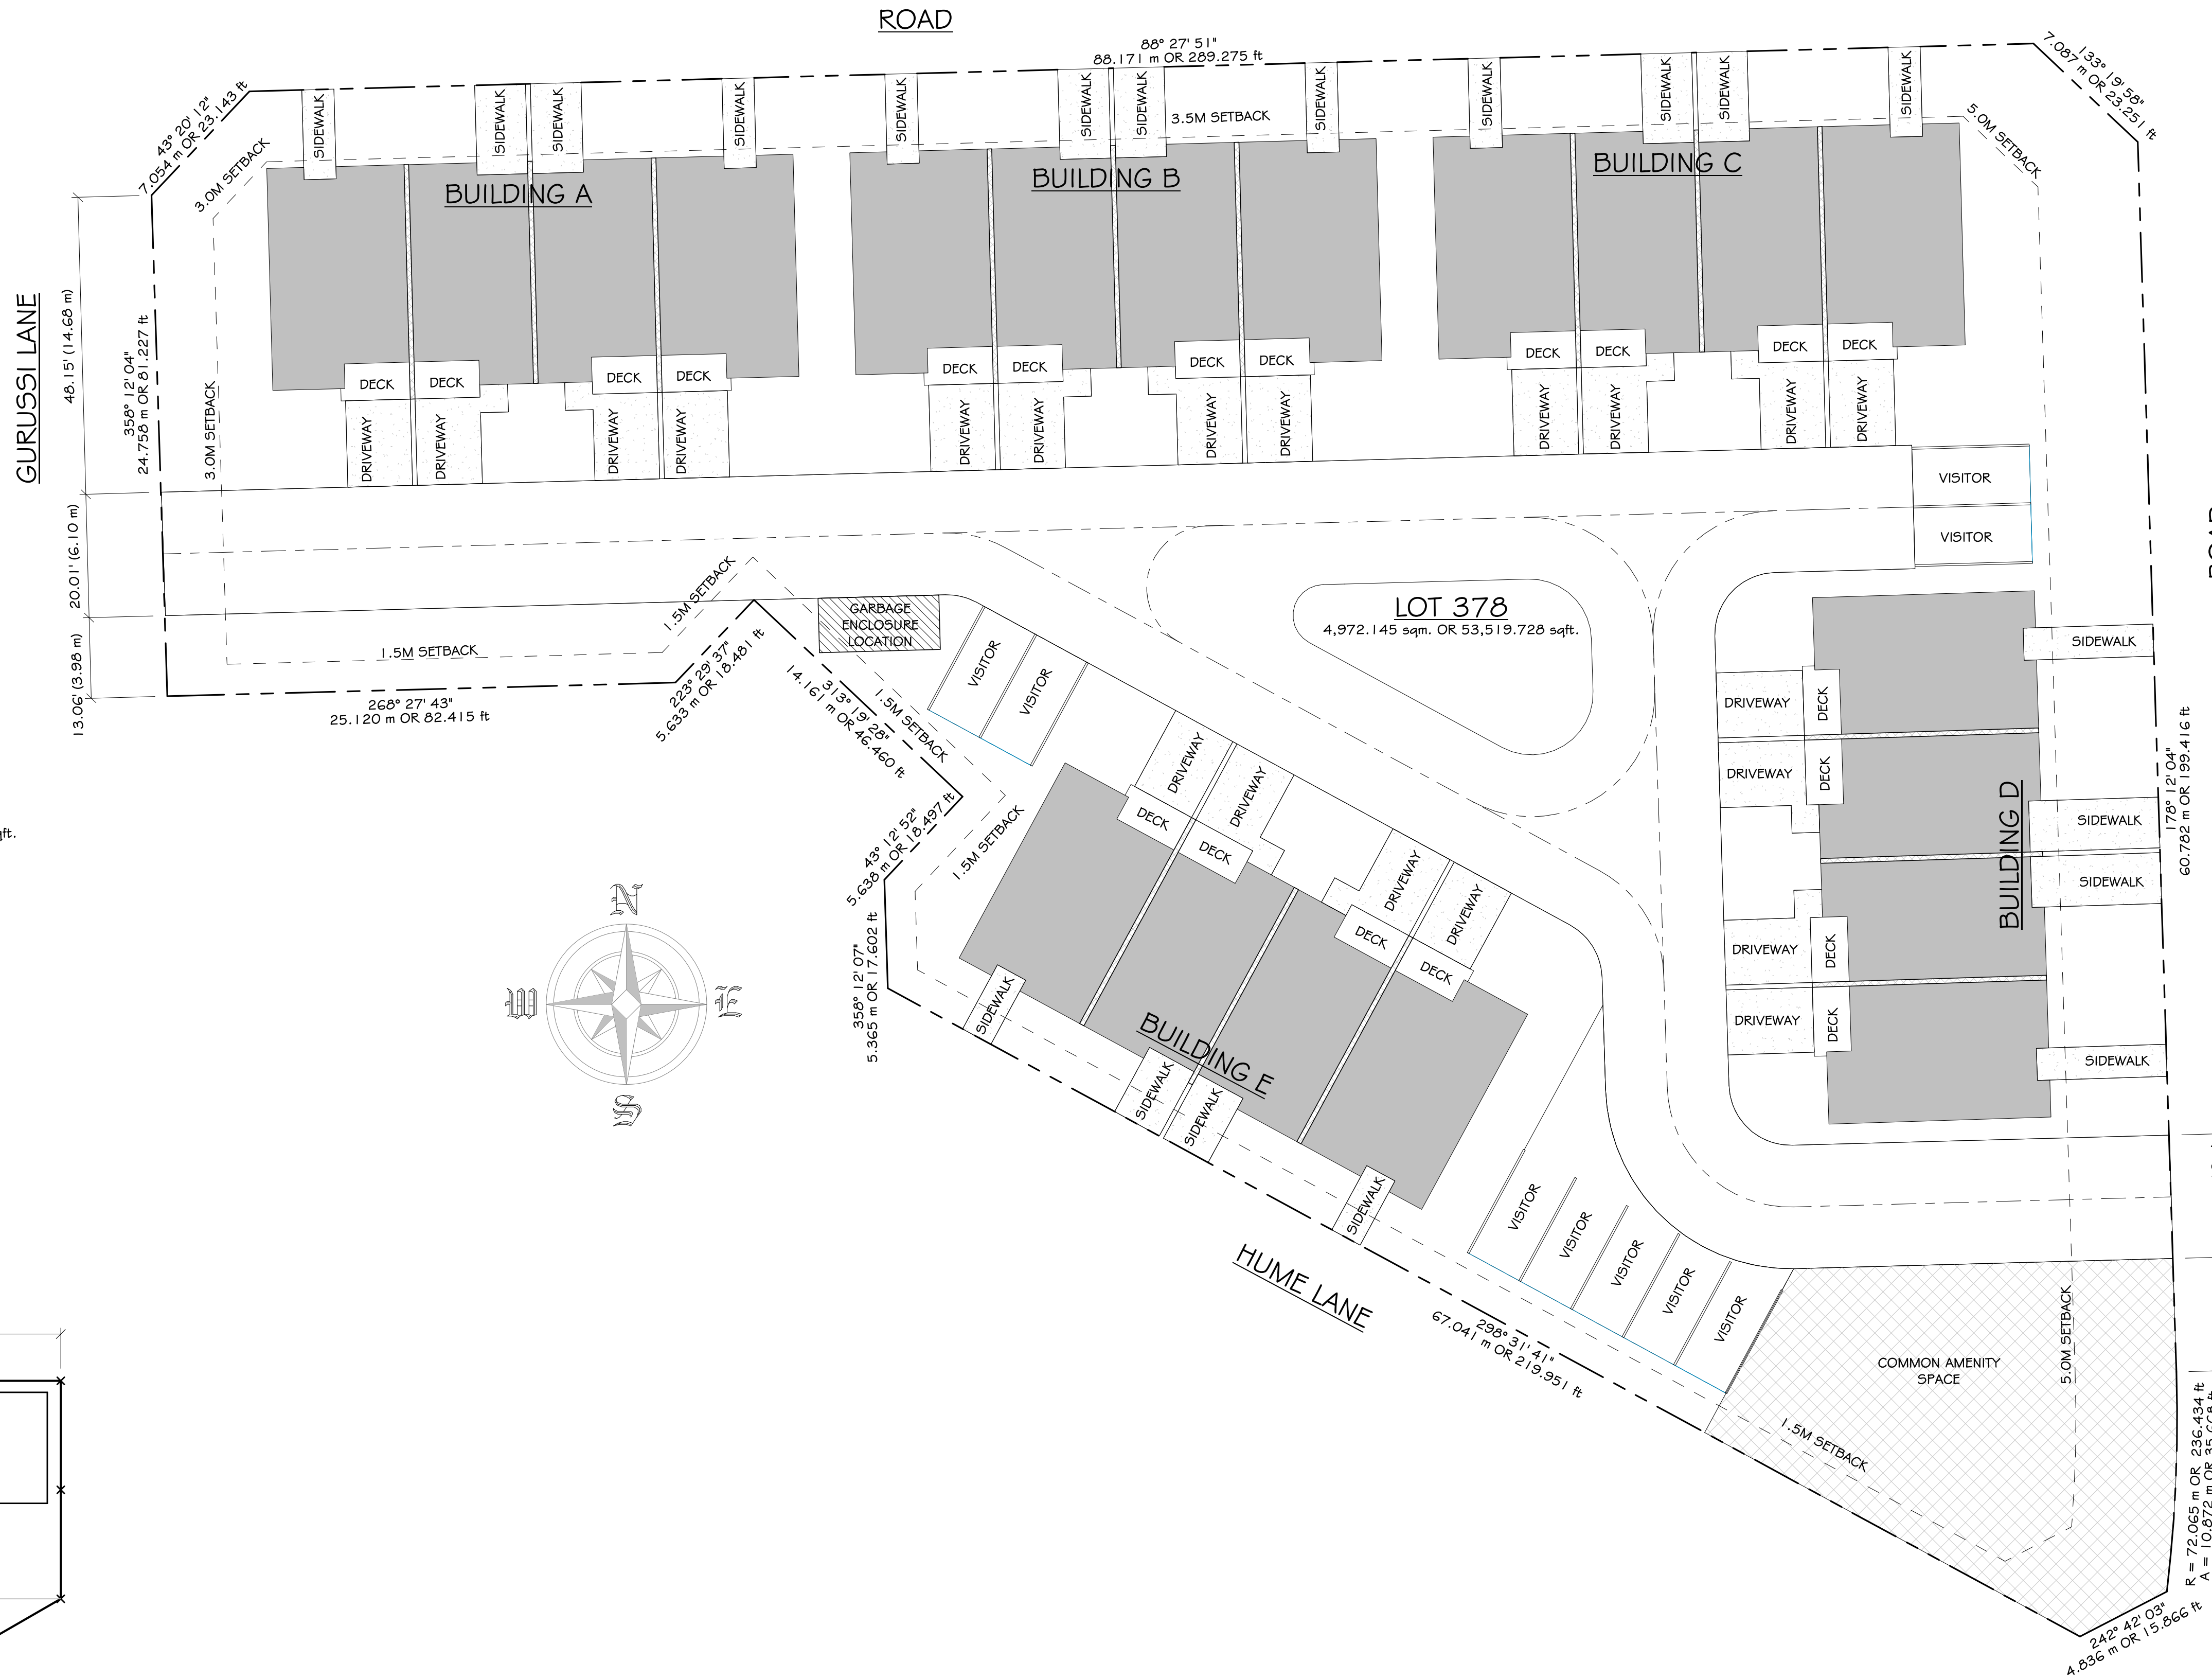 ROAD
88° 27' 51"
88.171 m OR 289.275 ft
43° 20' 12"
7.054 m OR 23.143 ft
133° 19' 58"
7.087 m OR 23.251 ft
SIDEWALK
SIDEWALK
SIDEWALK
SIDEWALK
SIDEWALK
SIDEWALK
SIDEWALK
SIDEWALK
SIDEWALK
SIDEWALK
SIDEWALK
SIDEWALK
3.5M SETBACK
3.0M SETBACK
5.0M SETBACK
BUILDING A
BUILDING B
BUILDING C
GURUSSI LANE
48.15' (14.68 m)
358° 12' 04"
24.758 m OR 81.227 ft
3.0M SETBACK
DECK
DECK
DECK
DECK
DECK
DECK
DECK
DECK
DECK
DECK
DECK
DECK
DRIVEWAY
DRIVEWAY
DRIVEWAY
DRIVEWAY
DRIVEWAY
DRIVEWAY
DRIVEWAY
DRIVEWAY
DRIVEWAY
DRIVEWAY
DRIVEWAY
DRIVEWAY
VISITOR
VISITOR
20.01' (6.10 m)
13.06' (3.98 m)
1.5M SETBACK
1.5M SETBACK
268° 27' 43"
25.120 m OR 82.415 ft
223° 29' 37"
5.633 m OR 18.481 ft
313° 19' 28"
14.161 m OR 46.460 ft
1.5M SETBACK
GARBAGE
ENCLOSURE
LOCATION
VISITOR
VISITOR
LOT 378
4,972.145 sqm. OR 53,519.728 sqft.
43° 12' 52"
5.638 m OR 18.497 ft
1.5M SETBACK
358° 12' 07"
5.365 m OR 17.602 ft
DRIVEWAY
DRIVEWAY
DRIVEWAY
DRIVEWAY
DECK
DECK
DECK
DECK
BUILDING E
SIDEWALK
SIDEWALK
SIDEWALK
SIDEWALK
DRIVEWAY
DRIVEWAY
DRIVEWAY
DRIVEWAY
DECK
DECK
DECK
DECK
BUILDING D
SIDEWALK
SIDEWALK
SIDEWALK
SIDEWALK
178° 12' 04"
60.782 m OR 199.416 ft
N
W
E
S
HUME LANE
298° 31' 41"
67.041 m OR 219.951 ft
VISITOR
VISITOR
VISITOR
VISITOR
VISITOR
COMMON AMENITY
SPACE
5.0M SETBACK
1.5M SETBACK
R = 72.065 m OR 236.434 ft
A = 10.872 m OR 35.668 ft
242° 42' 03"
4.836 m OR 15.866 ft